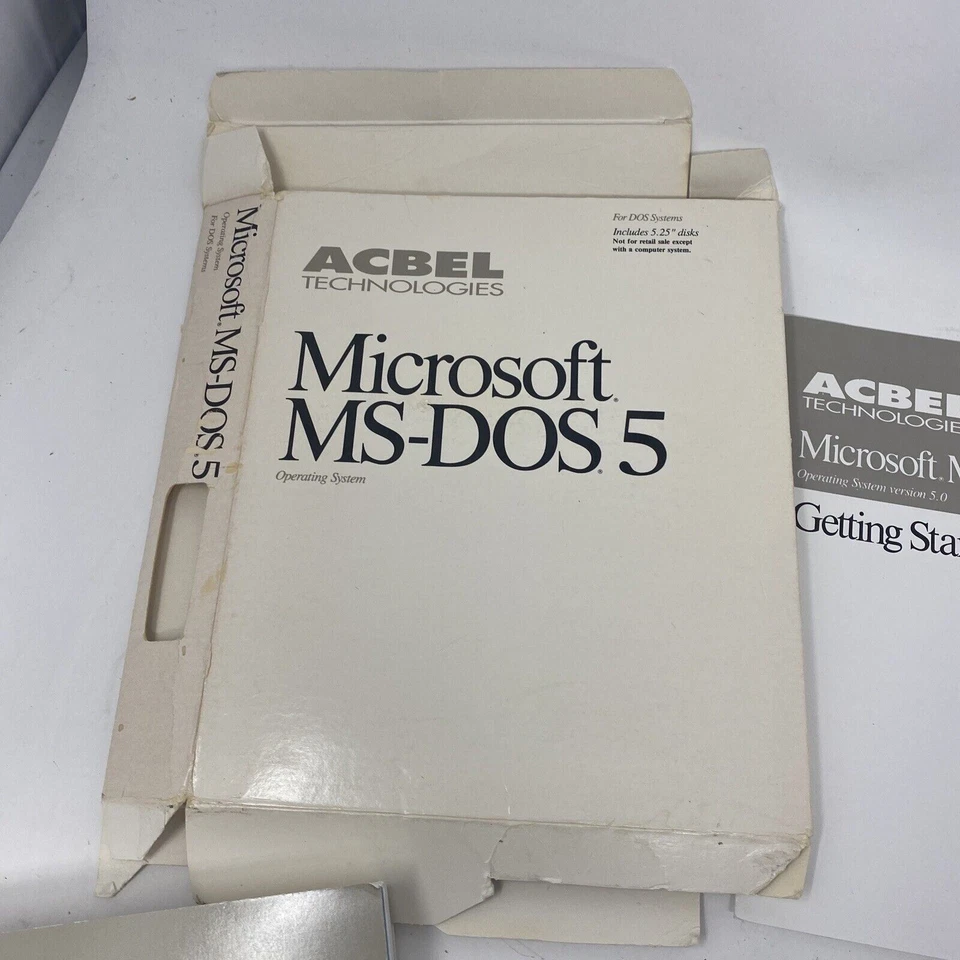 Microsoft® MS-DOS® 5
Operating System
For DOS Systems
For DOS Systems
Includes 5.25" disks
Not for retail sale except
with a computer system.
ACBEL
TECHNOLOGIES
Microsoft®
MS-DOS® 5
Operating System
ACBEL
TECHNOLOGIE
Microsoft® M
Operating System version 5.0
Getting Star